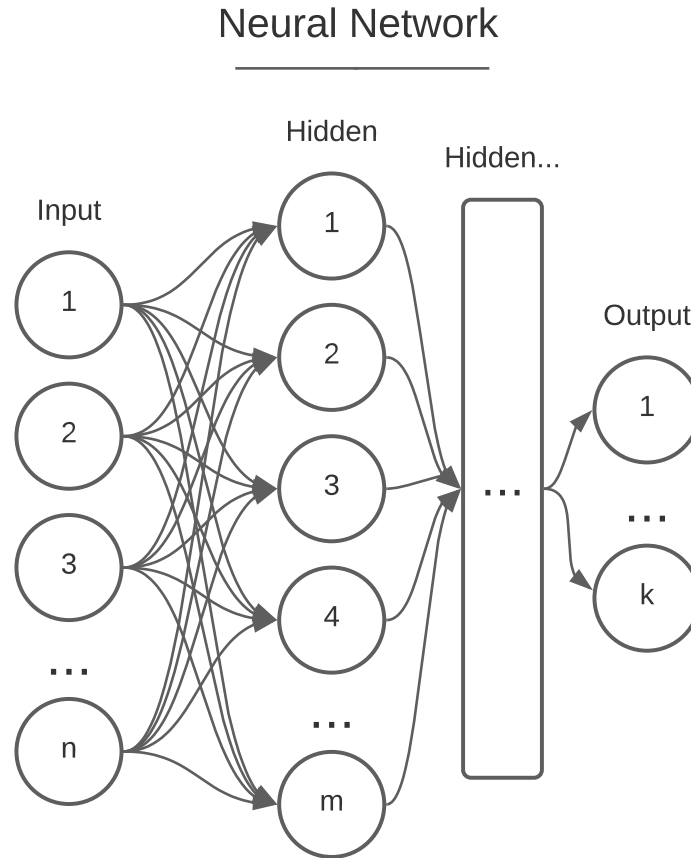 Neural Network
Hidden
Hidden...
Input
Output
1
2
3
...
n
1
2
3
4
...
m
...
1
...
k